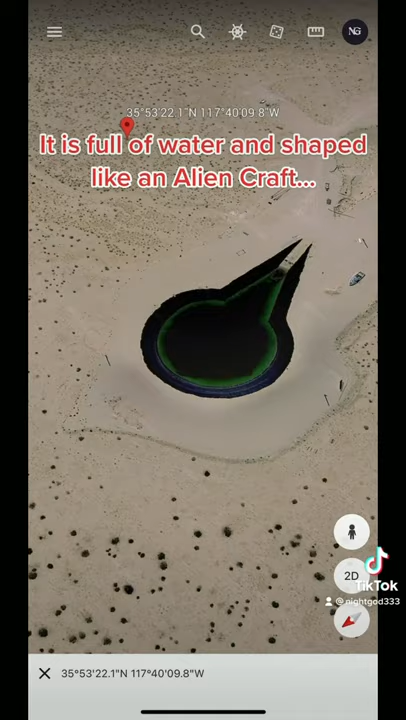 NG
35°53'22.1"N 117°40'09.8"W
It is full of water and shaped
like an Alien Craft...
2D
TikTok
@nightgod333
35°53'22.1"N 117°40'09.8"W